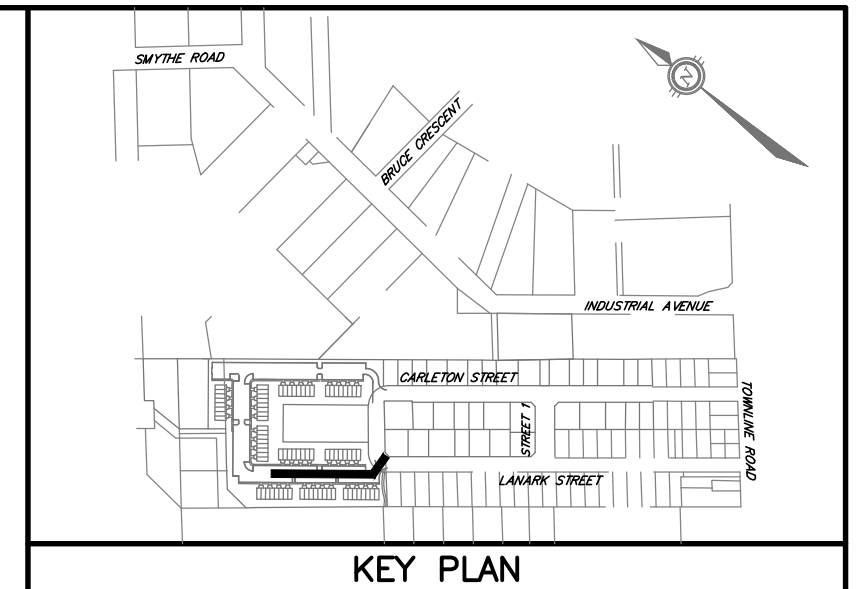 SMYTHE ROAD
N
BRUCE CRESCENT
INDUSTRIAL AVENUE
CARLETON STREET
STREET 1
TOWNLINE ROAD
LANARK STREET
KEY PLAN